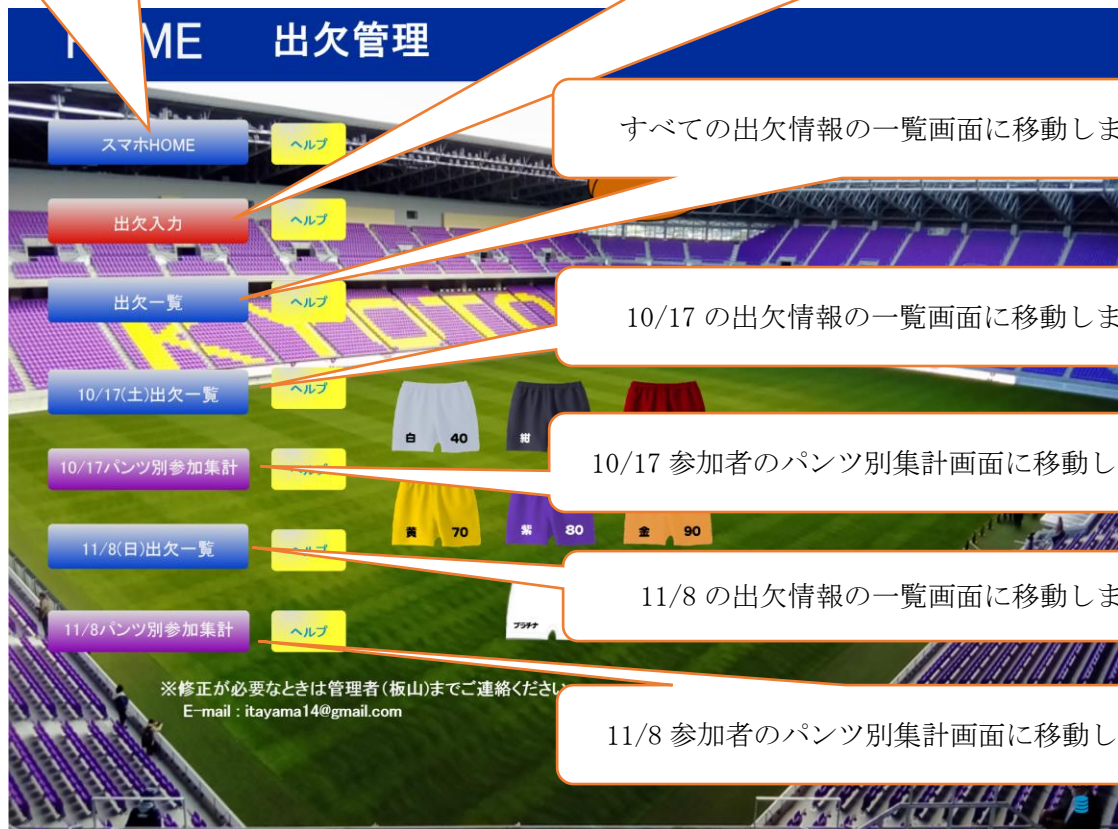 HOME 出欠管理
スマホHOME ヘルプ
すべての出欠情報の一覧画面に移動しま
出欠入力 ヘルプ
出欠一覧 ヘルプ
KYOTO
10/17 の出欠情報の一覧画面に移動しま
10/17(土)出欠一覧 ヘルプ
白 40 紺
10/17パンツ別参加集計 ヘルプ
10/17 参加者のパンツ別集計画面に移動し
黄 70 紫 80 金 90
11/8(日)出欠一覧 ヘルプ
11/8 の出欠情報の一覧画面に移動しま
プラチナ
11/8パンツ別参加集計 ヘルプ
※修正が必要なときは管理者(板山)までご連絡ください
E-mail : itayama14@gmail.com
11/8 参加者のパンツ別集計画面に移動し